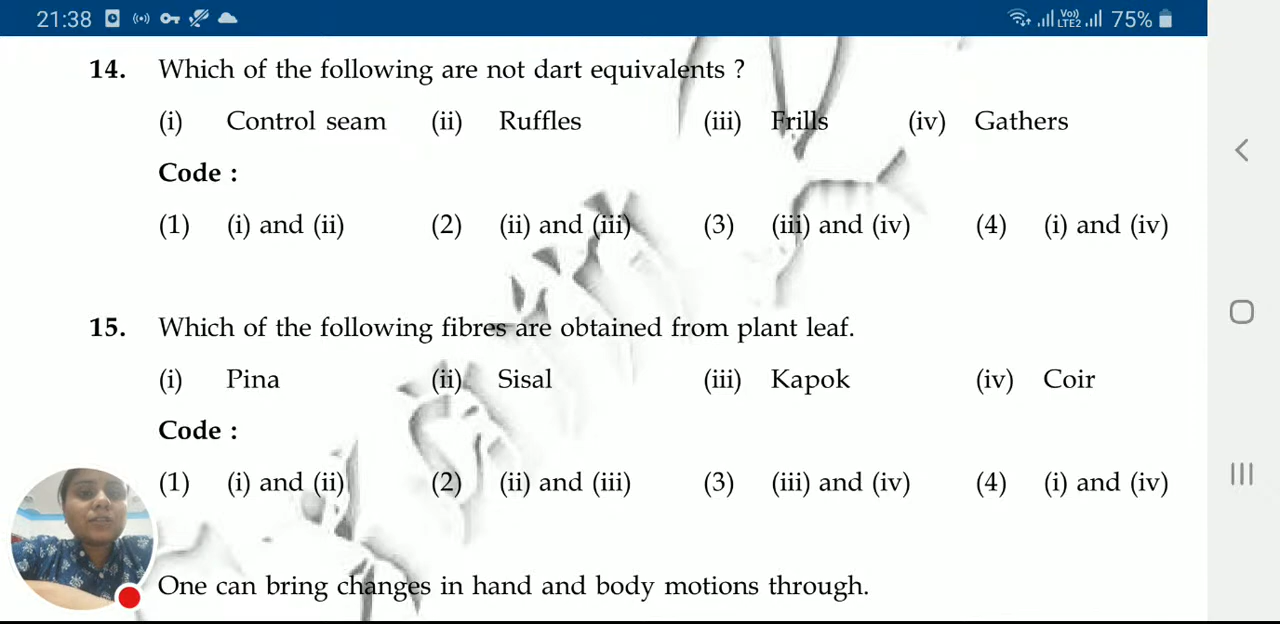 21:38 Vo)) LTE2 75%
14. Which of the following are not dart equivalents ?
(i) Control seam (ii) Ruffles (iii) Frills (iv) Gathers
Code :
(1) (i) and (ii) (2) (ii) and (iii) (3) (iii) and (iv) (4) (i) and (iv)
15. Which of the following fibres are obtained from plant leaf.
(i) Pina (ii) Sisal (iii) Kapok (iv) Coir
Code :
(1) (i) and (ii) (2) (ii) and (iii) (3) (iii) and (iv) (4) (i) and (iv)
One can bring changes in hand and body motions through.